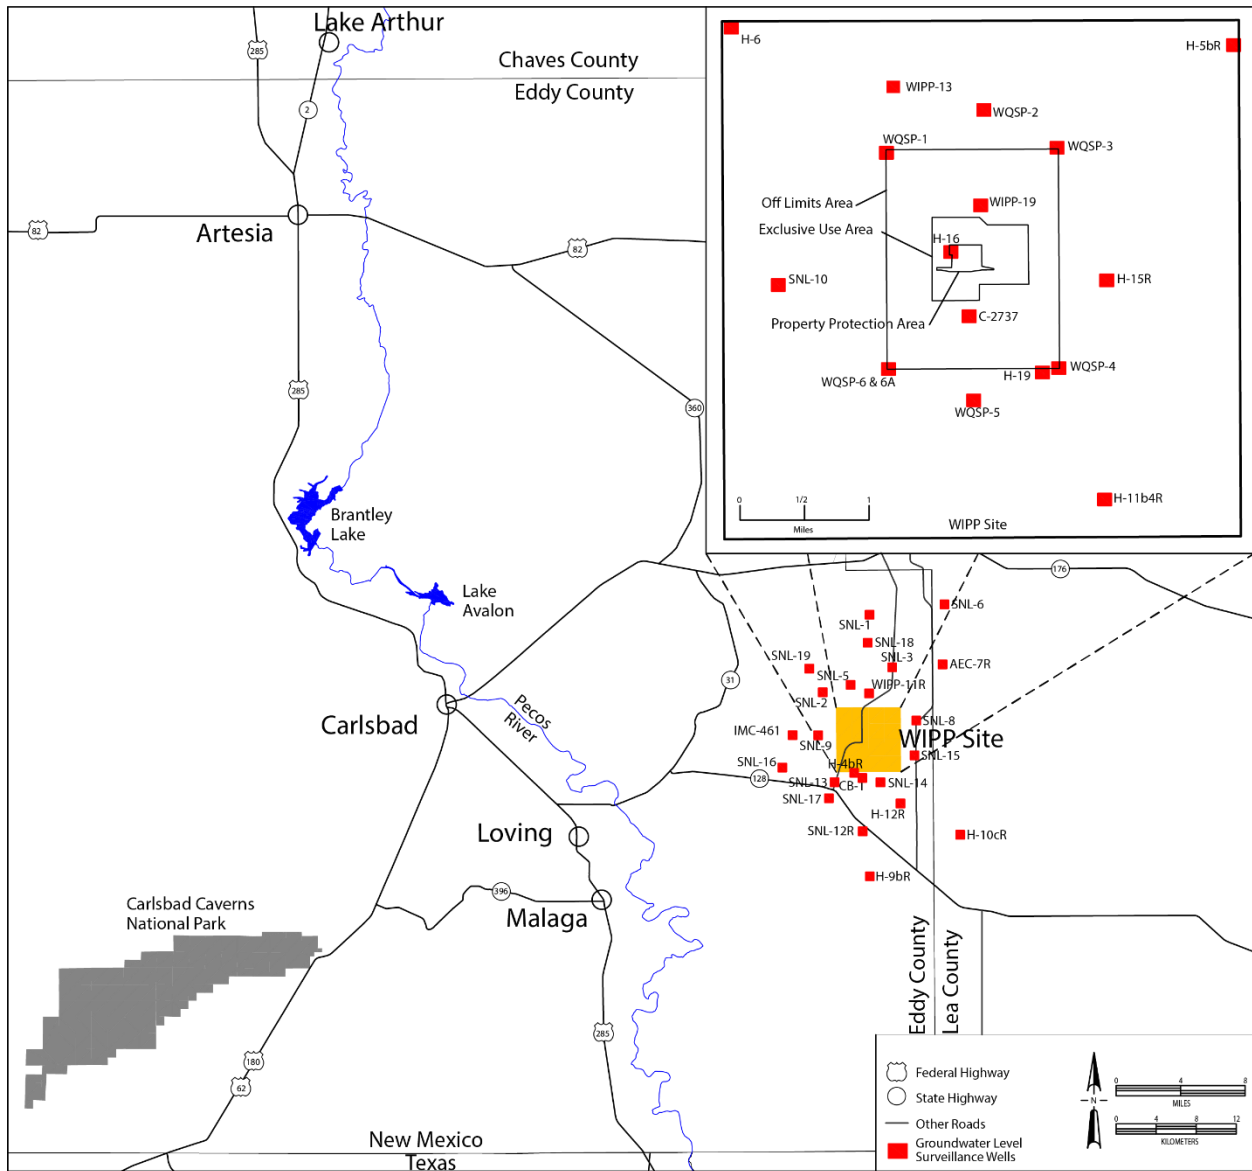 Lake Arthur
285
Chaves County
Eddy County
2
Artesia
82
82
285
360
Brantley
Lake
Lake
Avalon
Carlsbad
Pecos
River
31
128
Loving
396
Malaga
285
Carlsbad Caverns
National Park
180
62
New Mexico
Texas
H-6
H-5bR
WIPP-13
WQSP-2
WQSP-1
WQSP-3
Off Limits Area
WIPP-19
Exclusive Use Area
H-16
SNL-10
H-15R
Property Protection Area
C-2737
WQSP-6 & 6A
H-19
WQSP-4
WQSP-5
H-11b4R
0
1/2
1
Miles
WIPP Site
176
SNL-6
SNL-1
SNL-18
SNL-3
SNL-19
AEC-7R
SNL-5
WIPP-11R
SNL-2
SNL-8
IMC-461
WIPP Site
SNL-9
SNL-15
H-4bR
SNL-16
SNL-13
CB-1
SNL-14
SNL-17
H-12R
SNL-12R
H-10cR
H-9bR
Eddy County
Lea County
Federal Highway
State Highway
Other Roads
Groundwater Level
Surveillance Wells
N
0
4
8
MILES
0
4
8
12
KILOMETERS